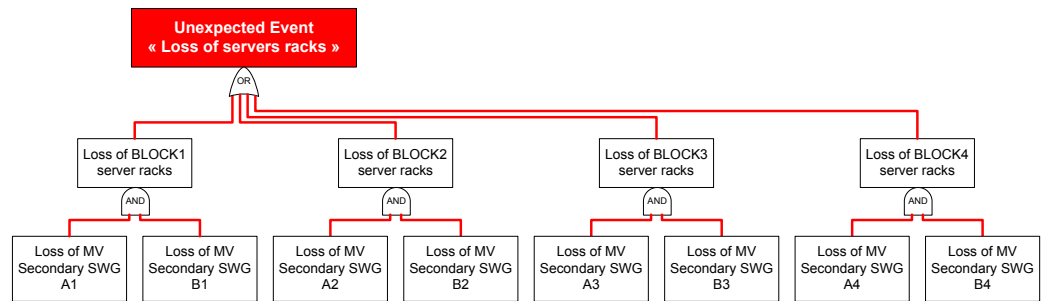 Unexpected Event
« Loss of servers racks »
OR
Loss of BLOCK1
server racks
Loss of BLOCK2
server racks
Loss of BLOCK3
server racks
Loss of BLOCK4
server racks
AND
AND
AND
AND
Loss of MV
Secondary SWG
A1
Loss of MV
Secondary SWG
B1
Loss of MV
Secondary SWG
A2
Loss of MV
Secondary SWG
B2
Loss of MV
Secondary SWG
A3
Loss of MV
Secondary SWG
B3
Loss of MV
Secondary SWG
A4
Loss of MV
Secondary SWG
B4